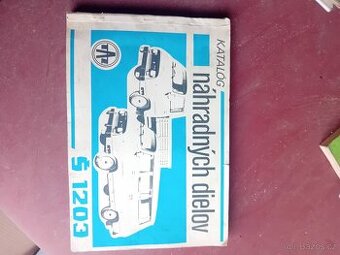 KATALÓG
náhradných dielov
Š 1203